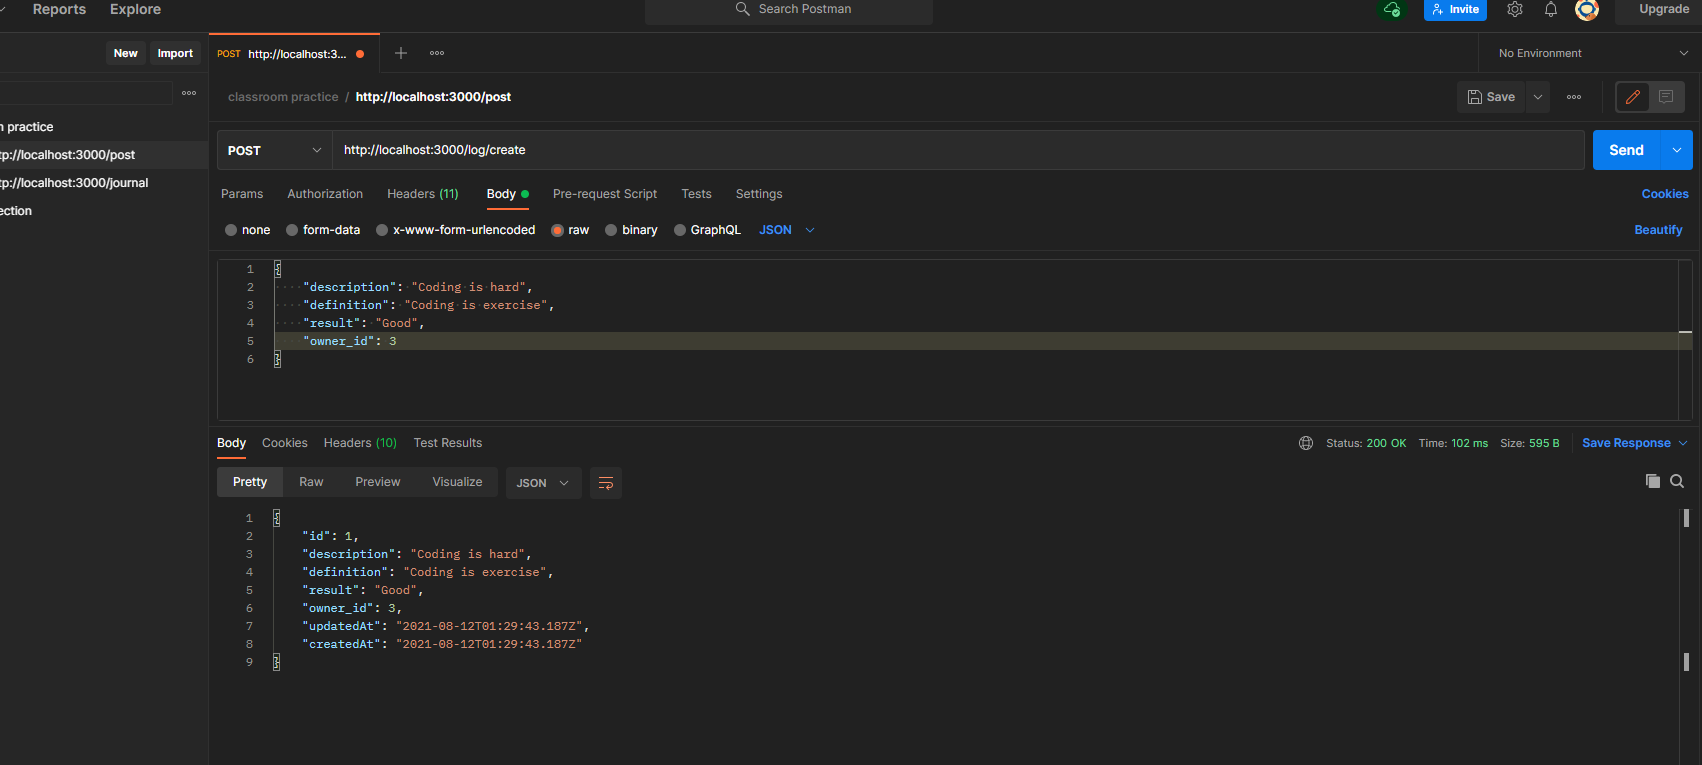 Reports Explore Search Postman Invite Upgrade
New Import POST http://localhost:3... No Environment
classroom practice / http://localhost:3000/post Save
n practice
tp://localhost:3000/post
tp://localhost:3000/journal
ection
POST http://localhost:3000/log/create Send
Params Authorization Headers (11) Body Pre-request Script Tests Settings Cookies
none form-data x-www-form-urlencoded raw binary GraphQL JSON Beautify
1 {
2 "description": "Coding is hard",
3 "definition": "Coding is exercise",
4 "result": "Good",
5 "owner_id": 3
6 }
Body Cookies Headers (10) Test Results Status: 200 OK Time: 102 ms Size: 595 B Save Response
Pretty Raw Preview Visualize JSON
1 {
2 "id": 1,
3 "description": "Coding is hard",
4 "definition": "Coding is exercise",
5 "result": "Good",
6 "owner_id": 3,
7 "updatedAt": "2021-08-12T01:29:43.187Z",
8 "createdAt": "2021-08-12T01:29:43.187Z"
9 }